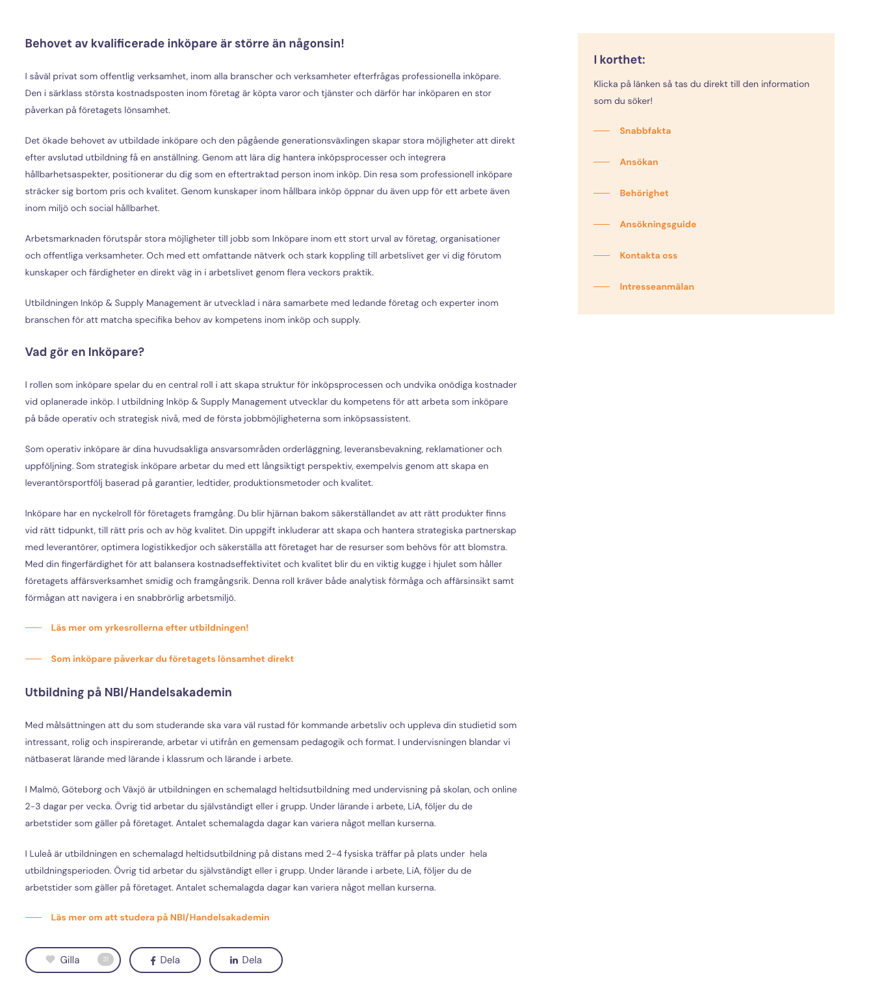 Behovet av kvalificerade inköpare är större än någonsin!
I såväl privat som offentlig verksamhet, inom alla branscher och verksamheter efterfrågas professionella inköpare.
Den i särklass största kostnadsposten inom företag är köpta varor och tjänster och därför har inköparen en stor
påverkan på företagets lönsamhet.
Det ökade behovet av utbildade inköpare och den pågående generationsväxlingen skapar stora möjligheter att direkt
efter avslutad utbildning få en anställning. Genom att lära dig hantera inköpsprocesser och integrera
hållbarhetsaspekter, positionerar du dig som en eftertraktad person inom inköp. Din resa som professionell inköpare
sträcker sig bortom pris och kvalitet. Genom kunskaper inom hållbara inköp öppnar du även upp för ett arbete även
inom miljö och social hållbarhet.
Arbetsmarknaden förutspår stora möjligheter till jobb som Inköpare inom ett stort urval av företag, organisationer
och offentliga verksamheter. Och med ett omfattande nätverk och stark koppling till arbetslivet ger vi dig förutom
kunskaper och färdigheter en direkt väg in i arbetslivet genom flera veckors praktik.
Utbildningen Inköp & Supply Management är utvecklad i nära samarbete med ledande företag och experter inom
branschen för att matcha specifika behov av kompetens inom inköp och supply.
Vad gör en Inköpare?
I rollen som inköpare spelar du en central roll i att skapa struktur för inköpsprocessen och undvika onödiga kostnader
vid oplanerade inköp. I utbildning Inköp & Supply Management utvecklar du kompetens för att arbeta som inköpare
på både operativ och strategisk nivå, med de första jobbmöjligheterna som inköpsassistent.
Som operativ inköpare är dina huvudsakliga ansvarsområden orderläggning, leveransbevakning, reklamationer och
uppföljning. Som strategisk inköpare arbetar du med ett långsiktigt perspektiv, exempelvis genom att skapa en
leverantörsportfölj baserad på garantier, ledtider, produktionsmetoder och kvalitet.
Inköpare har en nyckelroll för företagets framgång. Du blir hjärnan bakom säkerställandet av att rätt produkter finns
vid rätt tidpunkt, till rätt pris och av hög kvalitet. Din uppgift inkluderar att skapa och hantera strategiska partnerskap
med leverantörer, optimera logistikkedjor och säkerställa att företaget har de resurser som behövs för att blomstra.
Med din fingerfärdighet för att balansera kostnadseffektivitet och kvalitet blir du en viktig kugge i hjulet som håller
företagets affärsverksamhet smidig och framgångsrik. Denna roll kräver både analytisk förmåga och affärsinsikt samt
förmågan att navigera i en snabbrörlig arbetsmiljö.
Läs mer om yrkesrollerna efter utbildningen!
Som inköpare påverkar du företagets lönsamhet direkt
Utbildning på NBI/Handelsakademin
Med målsättningen att du som studerande ska vara väl rustad för kommande arbetsliv och uppleva din studietid som
intressant, rolig och inspirerande, arbetar vi utifrån en gemensam pedagogik och format. I undervisningen blandar vi
nätbaserat lärande med lärande i klassrum och lärande i arbete.
I Malmö, Göteborg och Växjö är utbildningen en schemalagd heltidsutbildning med undervisning på skolan, och online
2-3 dagar per vecka. Övrig tid arbetar du självständigt eller i grupp. Under lärande i arbete, LiA, följer du de
arbetstider som gäller på företaget. Antalet schemalagda dagar kan variera något mellan kurserna.
I Luleå är utbildningen en schemalagd heltidsutbildning på distans med 2-4 fysiska träffar på plats under  hela
utbildningsperioden. Övrig tid arbetar du självständigt eller i grupp. Under lärande i arbete, LiA, följer du de
arbetstider som gäller på företaget. Antalet schemalagda dagar kan variera något mellan kurserna.
Läs mer om att studera på NBI/Handelsakademin
Gilla 31
Dela
in Dela
I korthet:
Klicka på länken så tas du direkt till den information
som du söker!
Snabbfakta
Ansökan
Behörighet
Ansökningsguide
Kontakta oss
Intresseanmälan